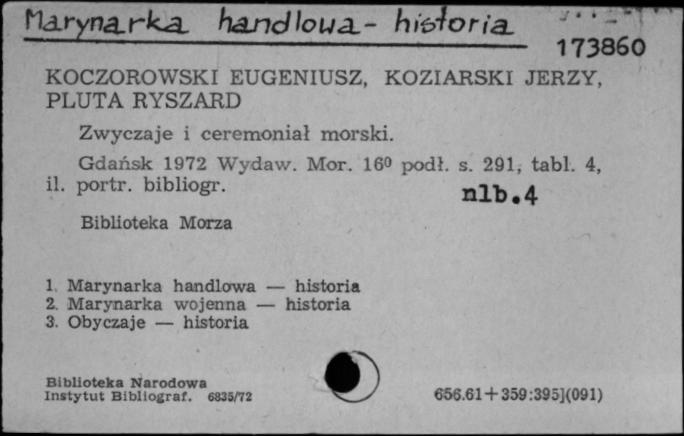 Marynarka handlowa - historia
173860
KOCZOROWSKI EUGENIUSZ, KOZIARSKI JERZY,
PLUTA RYSZARD
Zwyczaje i ceremoniał morski.
Gdańsk 1972 Wydaw. Mor. 16⁰ podł. s. 291, tabl. 4,
il. portr. bibliogr.
nlb.4
Biblioteka Morza
1. Marynarka handlowa — historia
2. Marynarka wojenna — historia
3. Obyczaje — historia
Biblioteka Narodowa
Instytut Bibliograf. 6835/72
656.61+359:395](091)